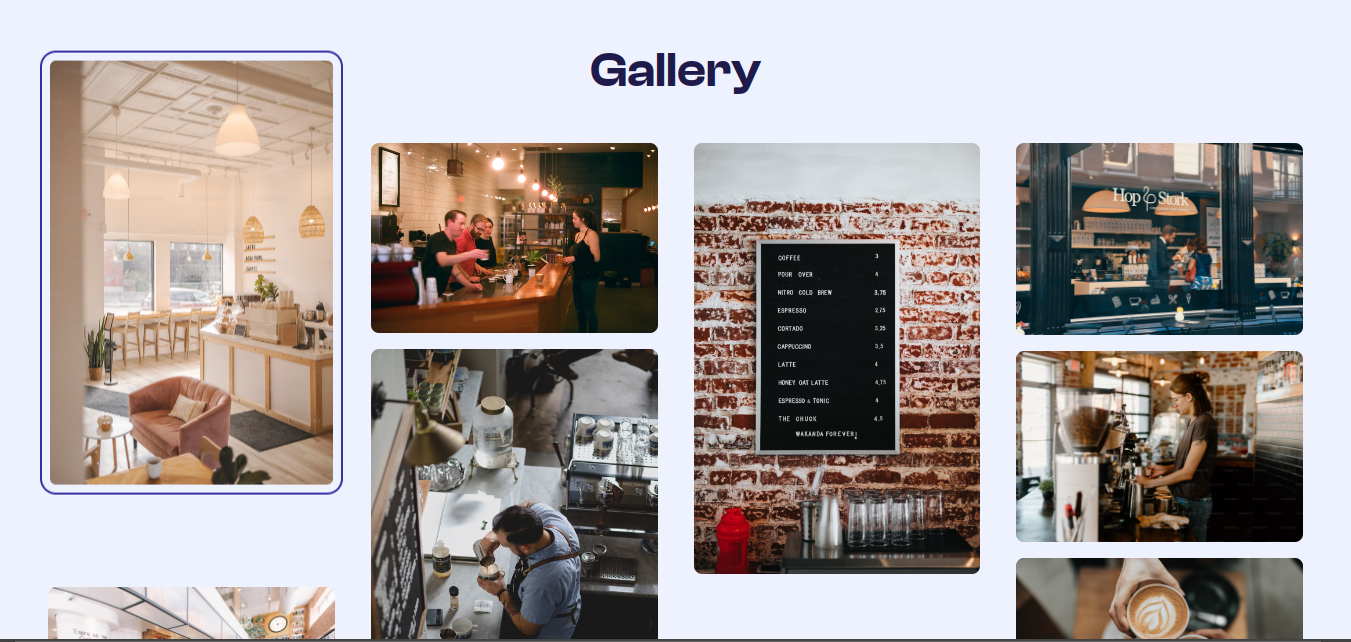 Gallery
COFFEE 3
POUR OVER 4
NITRO COLD BREW 3.75
ESPRESSO 2,75
CORTADO 3,25
CAPPUCCINO 3,5
LATTE 4
HONEY OAT LATTE 4,75
ESPRESSO & TONIC 4
THE CHUCK 4,5
WAKANDA FOREVER!
Hop & Stork